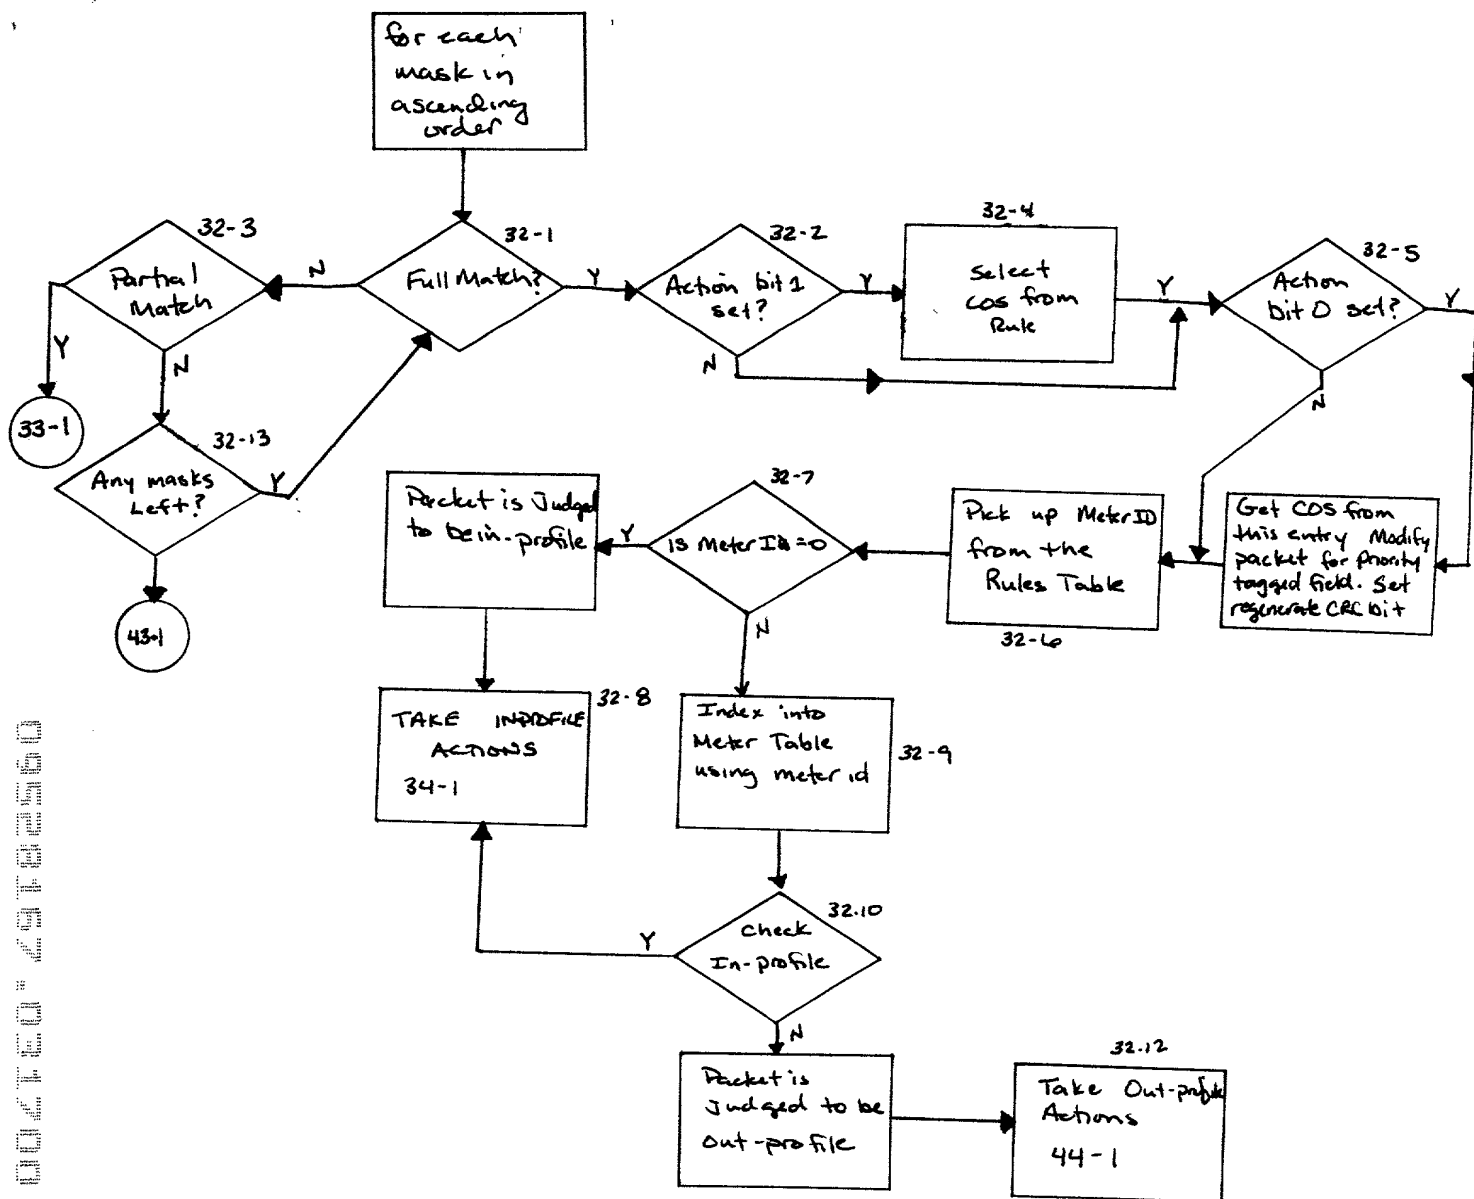 for each
mask in
ascending
order
32-3
Partial
Match
N
Y
N
33-1
32-13
Any masks
Left?
Y
43-1
32-1
Full Match?
Y
32-2
Action bit 1
set?
Y
N
32-4
Select
COS from
Rule
Y
32-5
Action
bit 0 set?
Y
N
Get COS from
this entry Modify
packet for Priority
tagged field. Set
regenerate CRC bit
Pick up MeterID
from the
Rules Table
32-6
32-7
is MeterId=0
Y
N
Packet is Judged
to be in-profile
32-8
TAKE INPROFILE
ACTIONS
34-1
Index into
Meter Table
using meter id
32-9
32.10
Check
In-profile
Y
N
Packet is
Judged to be
out-profile
32.12
Take Out-profile
Actions
44-1